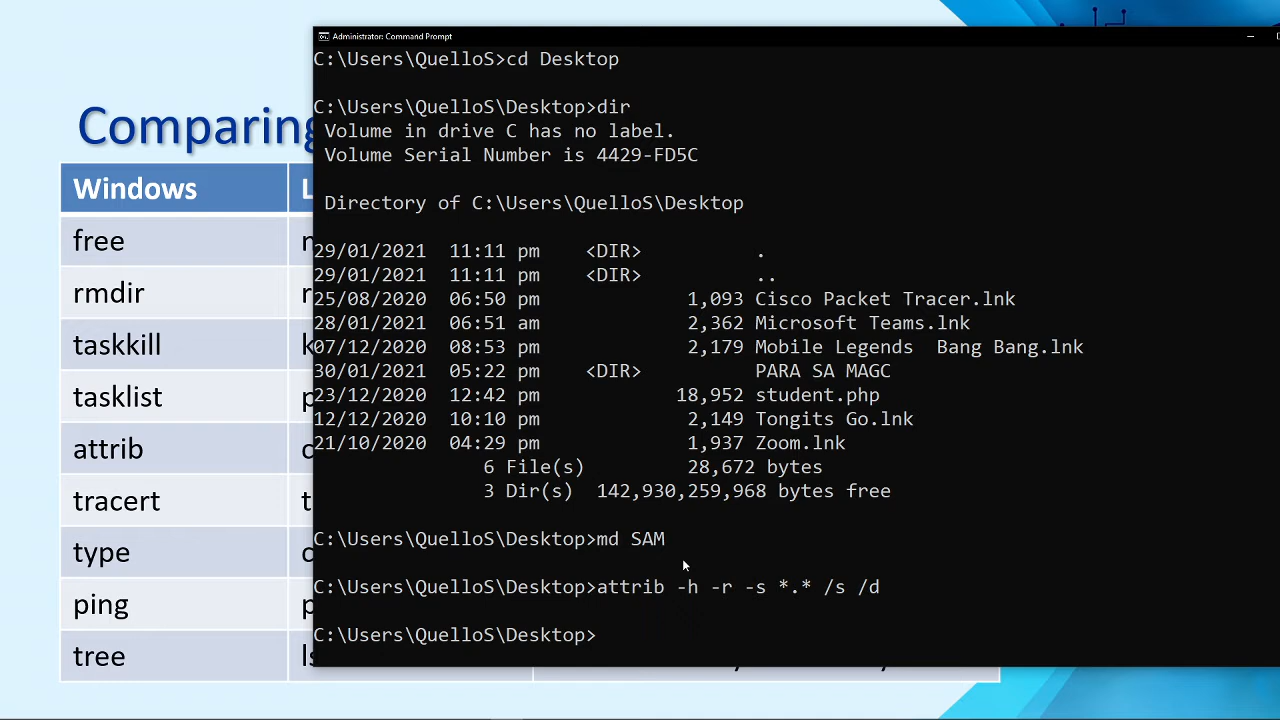 Administrator: Command Prompt
C:\Users\QuelloS>cd Desktop
C:\Users\QuelloS\Desktop>dir
Volume in drive C has no label.
Volume Serial Number is 4429-FD5C
Directory of C:\Users\QuelloS\Desktop
29/01/2021 11:11 pm <DIR> .
29/01/2021 11:11 pm <DIR> ..
25/08/2020 06:50 pm 1,093 Cisco Packet Tracer.lnk
28/01/2021 06:51 am 2,362 Microsoft Teams.lnk
07/12/2020 08:53 pm 2,179 Mobile Legends  Bang Bang.lnk
30/01/2021 05:22 pm <DIR> PARA SA MAGC
23/12/2020 12:42 pm 18,952 student.php
12/12/2020 10:10 pm 2,149 Tongits Go.lnk
21/10/2020 04:29 pm 1,937 Zoom.lnk
6 File(s) 28,672 bytes
3 Dir(s) 142,930,259,968 bytes free
C:\Users\QuelloS\Desktop>md SAM
C:\Users\QuelloS\Desktop>attrib -h -r -s *.* /s /d
C:\Users\QuelloS\Desktop>
Comparing
Windows
free
rmdir
taskkill
tasklist
attrib
tracert
type
ping
tree